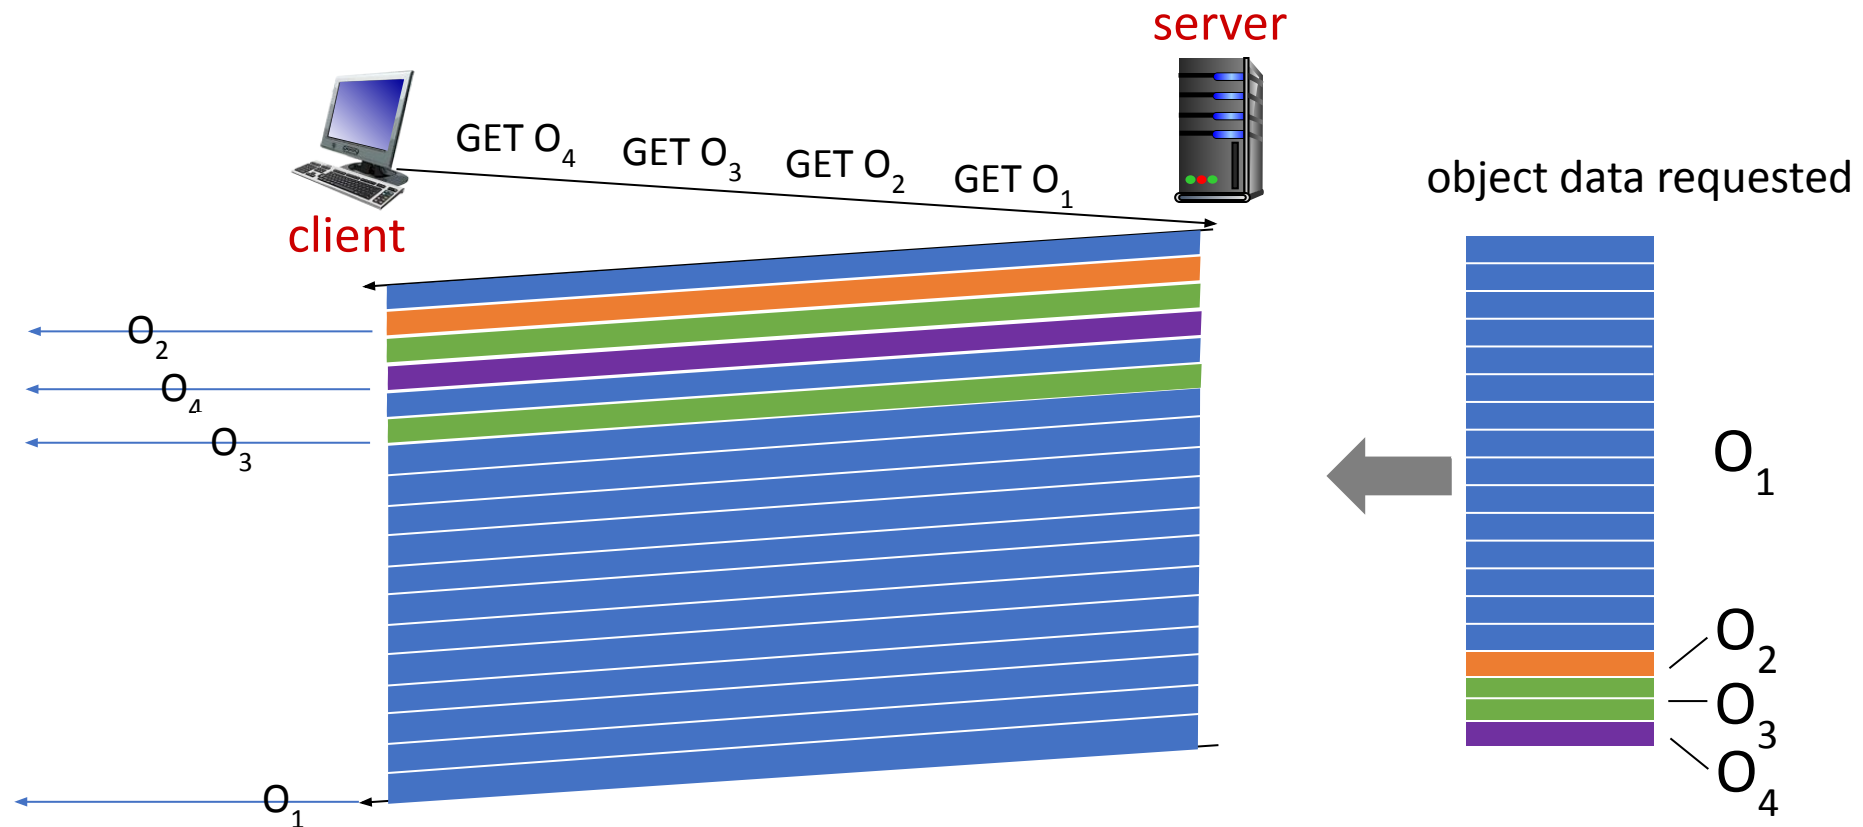 server
GET O4
GET O3
GET O2
GET O1
object data requested
client
O2
O4
O3
O1
O1
O2
O3
O4